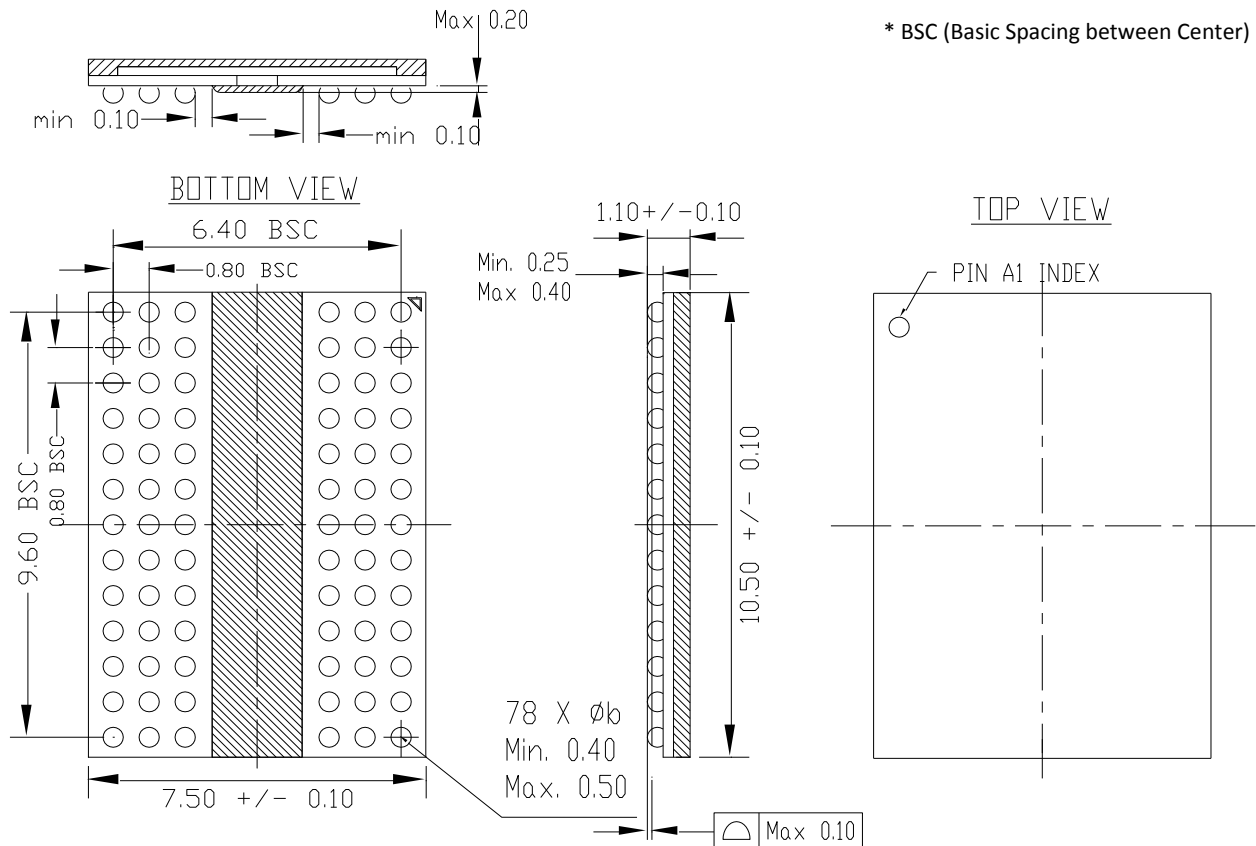 Max 0.20
* BSC (Basic Spacing between Center)
min 0.10
min 0.10
BOTTOM VIEW
6.40 BSC
0.80 BSC
1.10+/-0.10
Min. 0.25
Max 0.40
TOP VIEW
PIN A1 INDEX
9.60 BSC
0.80 BSC
10.50 +/- 0.10
78 X Øb
Min. 0.40
Max. 0.50
7.50 +/- 0.10
Max 0.10